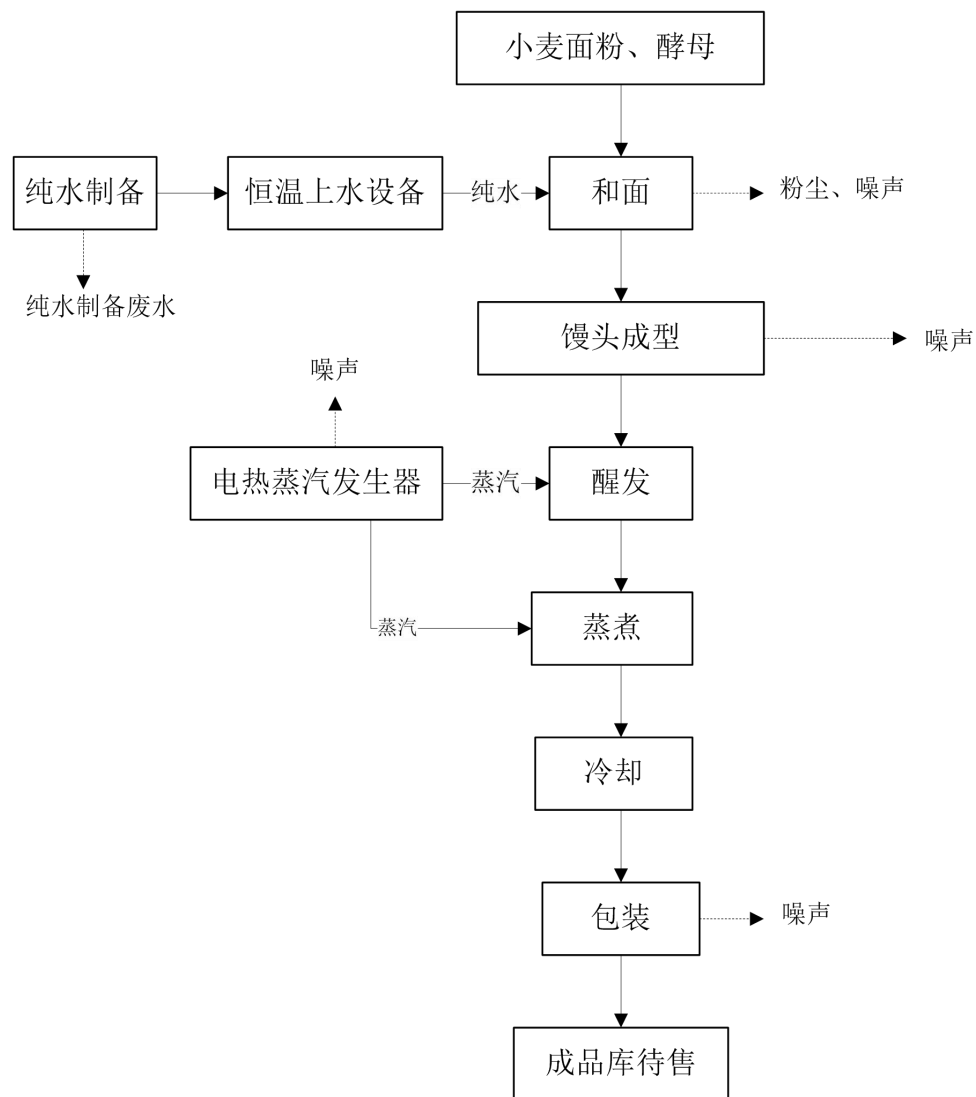 小麦面粉、酵母
纯水制备
恒温上水设备
纯水
和面
粉尘、噪声
纯水制备废水
馒头成型
噪声
噪声
电热蒸汽发生器
蒸汽
醒发
蒸汽
蒸煮
冷却
包装
噪声
成品库待售